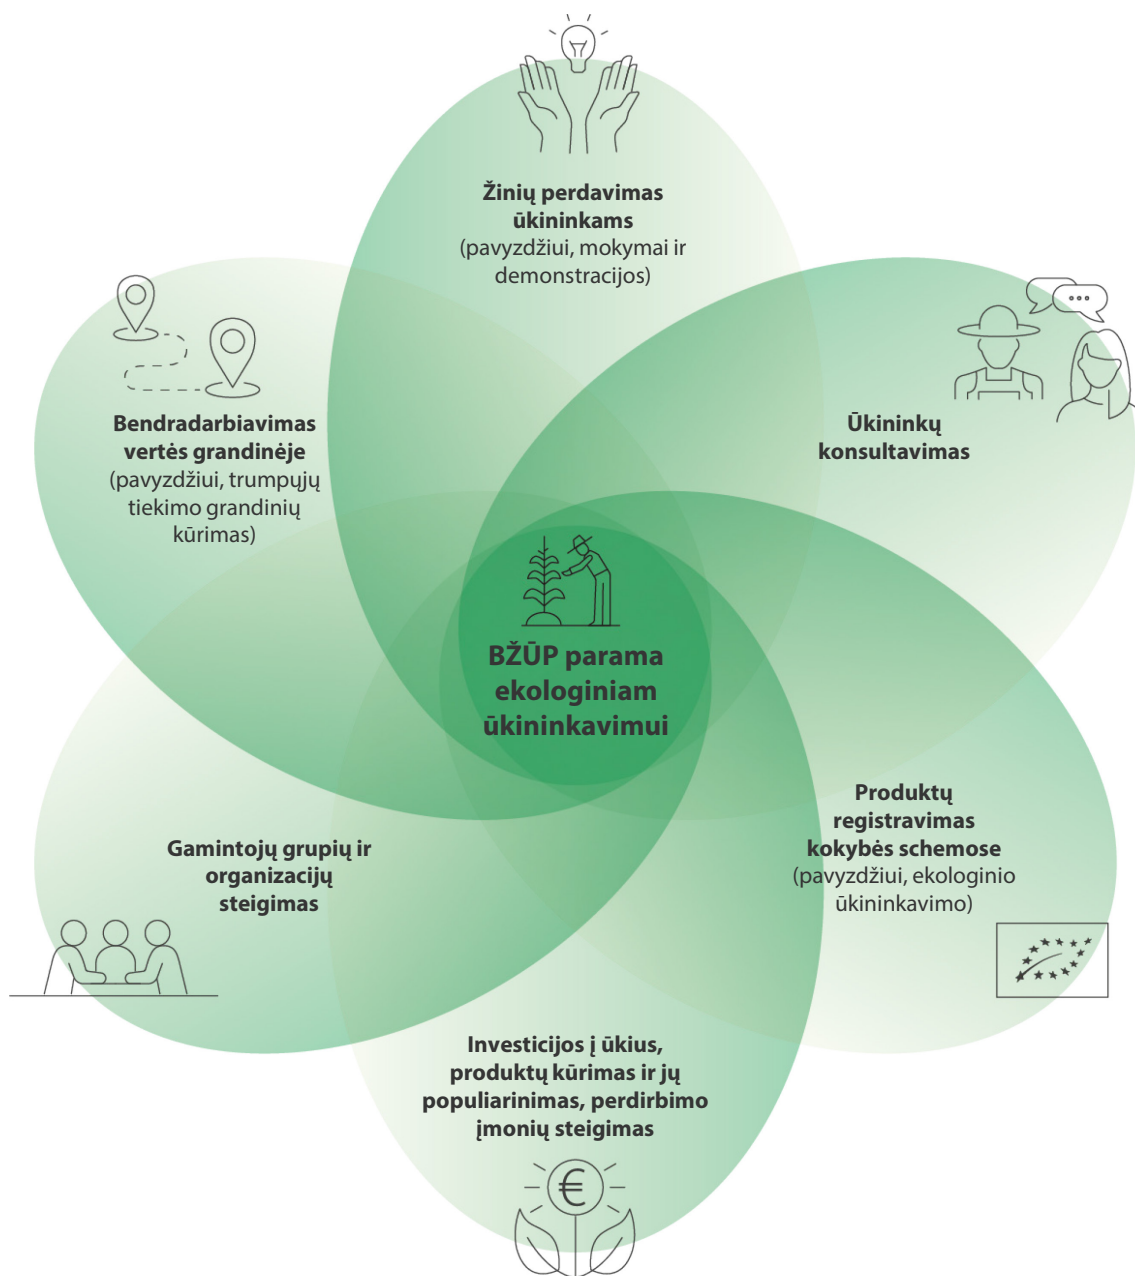 Žinių perdavimas
ūkininkams
(pavyzdžiui, mokymai ir
demonstracijos)
Bendradarbiavimas
vertės grandinėje
(pavyzdžiui, trumpųjų
tiekimo grandinių
kūrimas)
Ūkininkų
konsultavimas
BŽŪP parama
ekologiniam
ūkininkavimui
Gamintojų grupių ir
organizacijų
steigimas
Produktų
registravimas
kokybės schemose
(pavyzdžiui, ekologinio
ūkininkavimo)
Investicijos į ūkius,
produktų kūrimas ir jų
populiarinimas, perdirbimo
įmonių steigimas
€